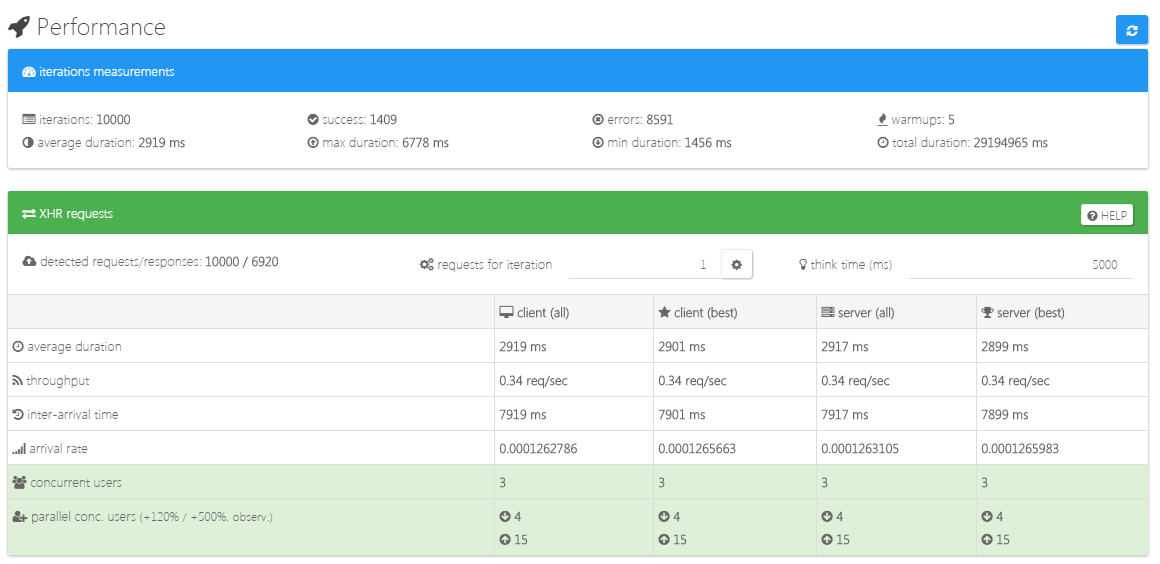 Performance
iterations measurements
iterations: 10000 success: 1409 errors: 8591 warmups: 5
average duration: 2919 ms max duration: 6778 ms min duration: 1456 ms total duration: 29194965 ms
XHR requests HELP
detected requests/responses: 10000 / 6920 requests for iteration 1 think time (ms) 5000
client (all) client (best) server (all) server (best)
average duration 2919 ms 2901 ms 2917 ms 2899 ms
throughput 0.34 req/sec 0.34 req/sec 0.34 req/sec 0.34 req/sec
inter-arrival time 7919 ms 7901 ms 7917 ms 7899 ms
arrival rate 0.0001262786 0.0001265663 0.0001263105 0.0001265983
concurrent users 3 3 3 3
parallel conc. users (+120% / +500%, observ.) 4 4 4 4
15 15 15 15